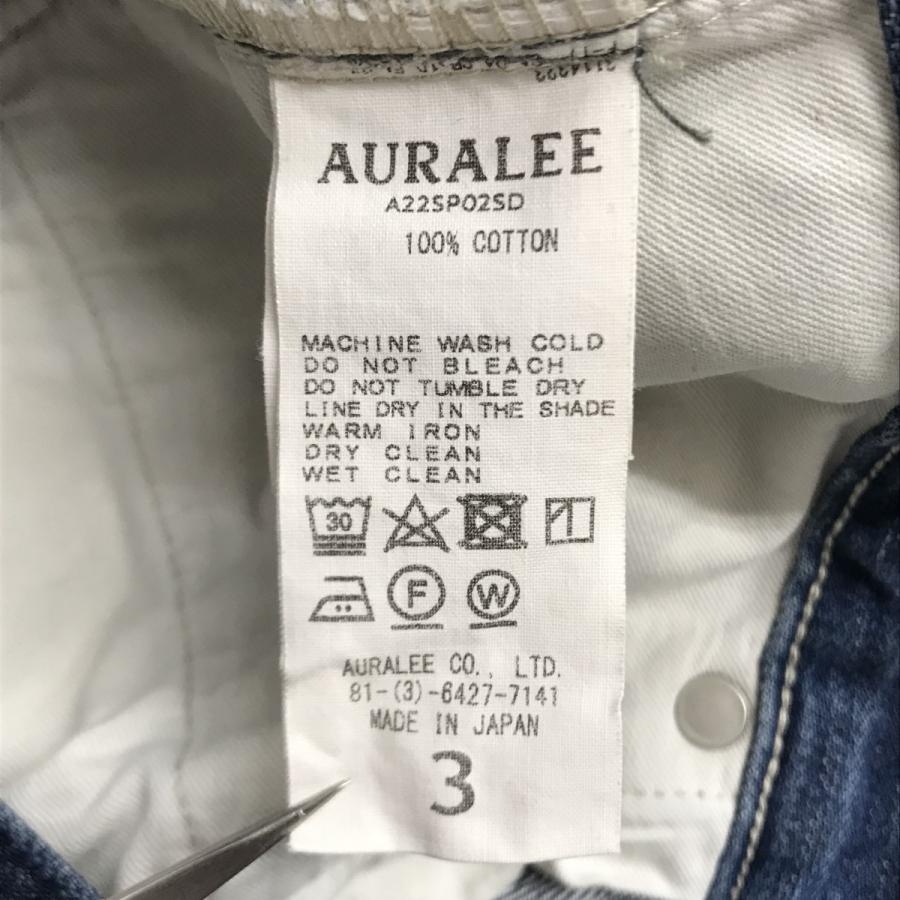 AURALEE
A22SP02SD
100% COTTON
MACHINE WASH COLD
DO NOT BLEACH
DO NOT TUMBLE DRY
LINE DRY IN THE SHADE
WARM IRON
DRY CLEAN
WET CLEAN
30
F W
AURALEE CO., LTD.
81-(3)-6427-7141
MADE IN JAPAN
3